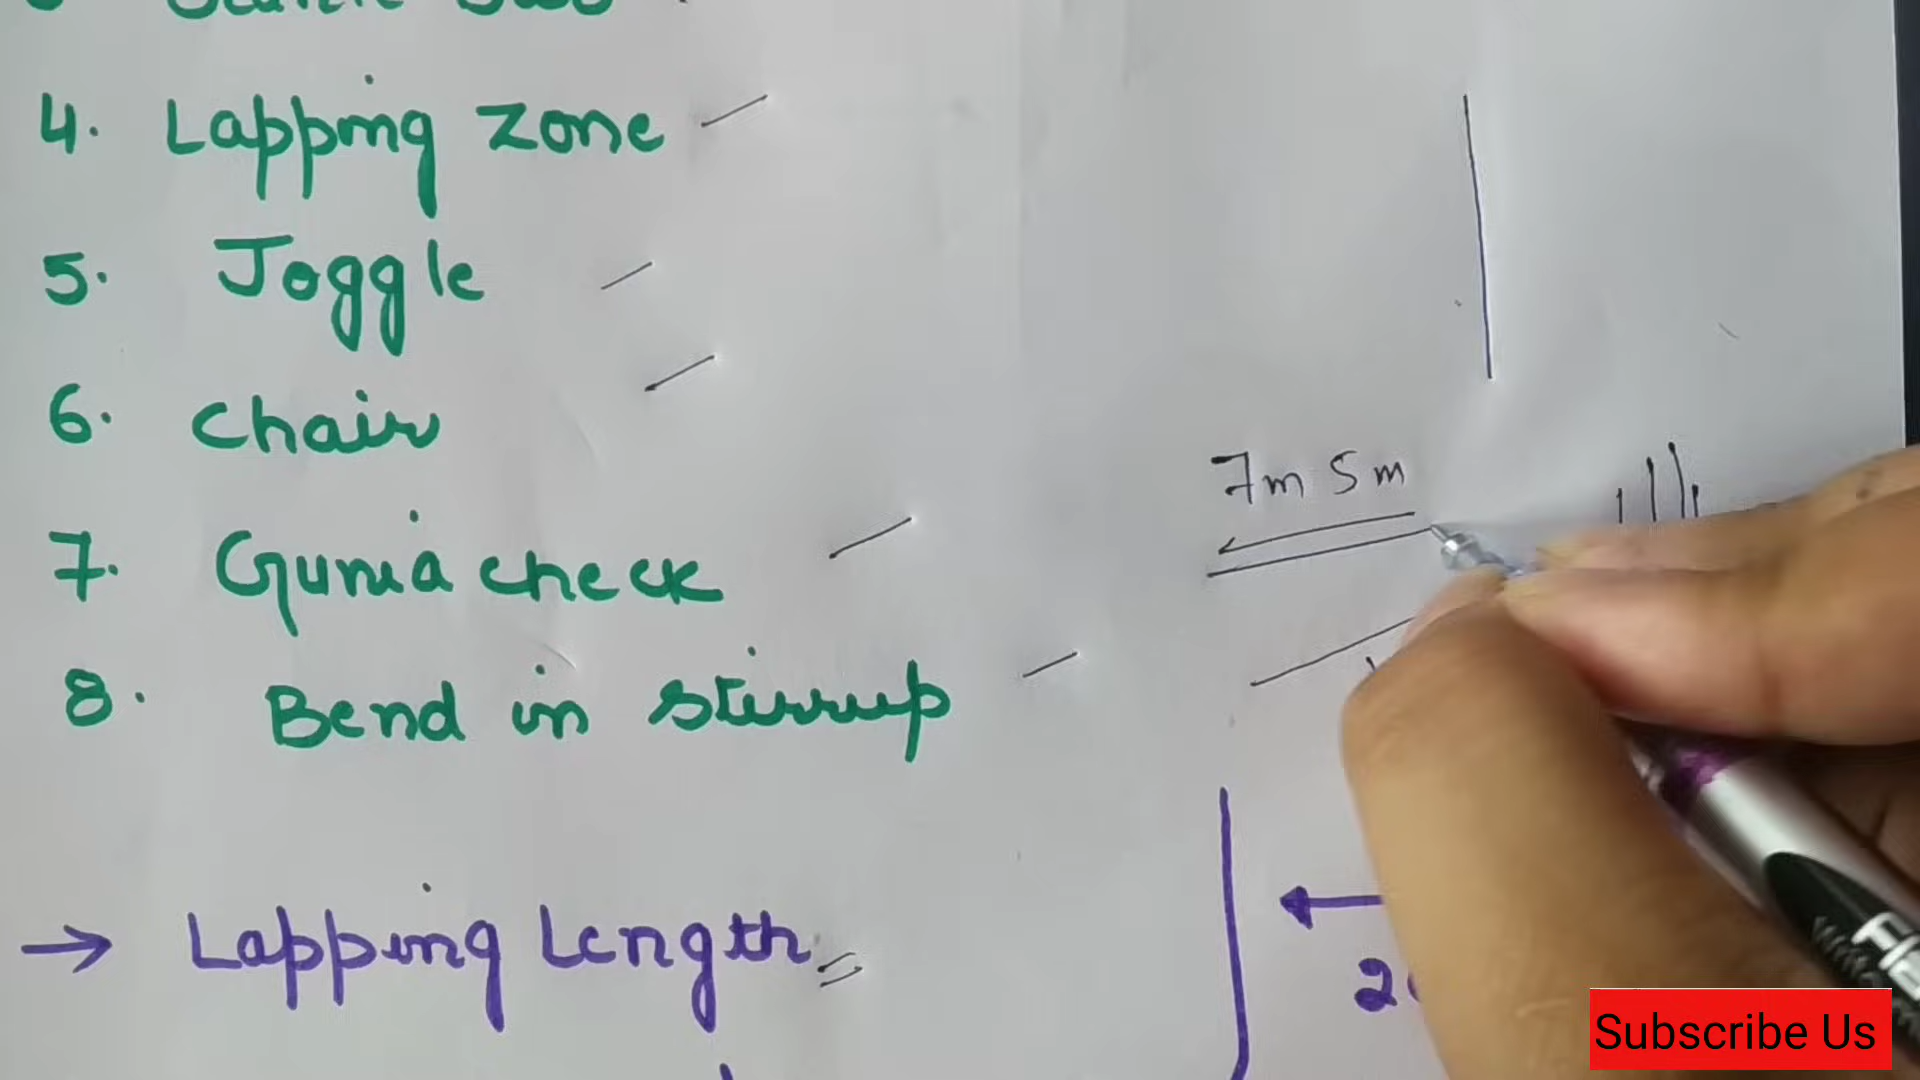 4. Lapping zone
5. Joggle
6. chair
7m 5m
7. Gunia check
8. Bend in stirrup
→ Lapping Length
Subscribe Us